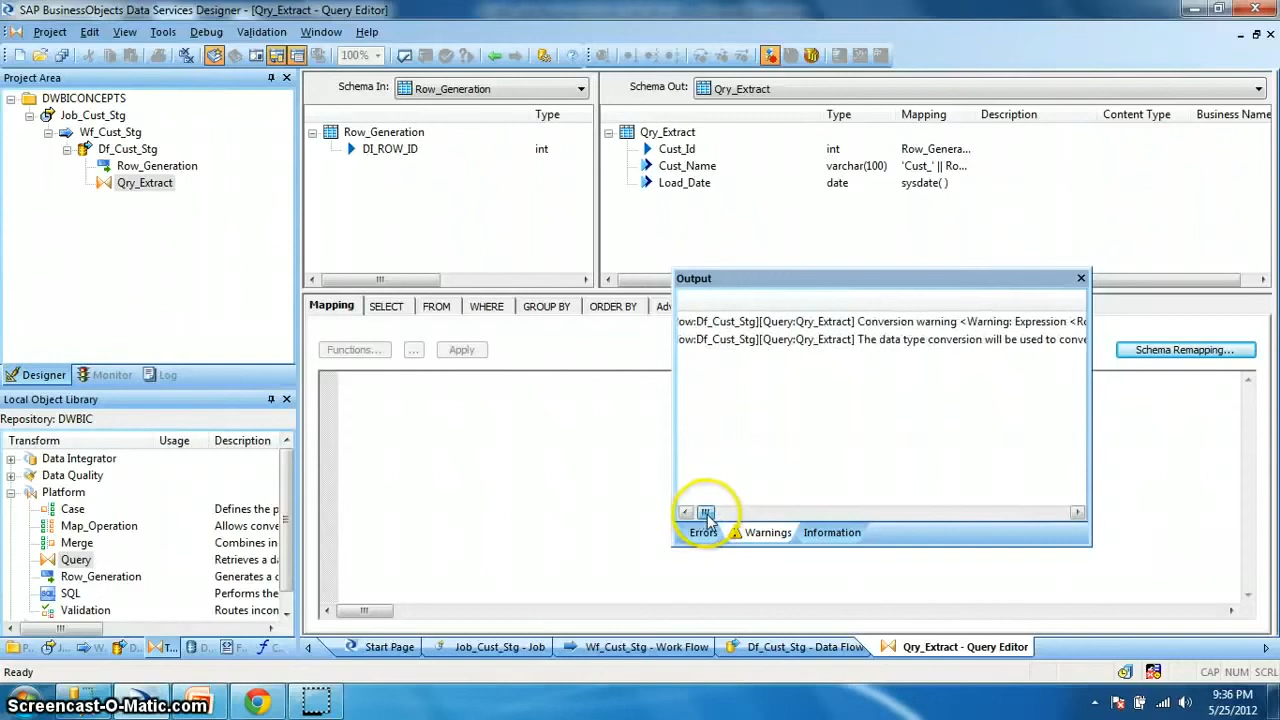 SAP BusinessObjects Data Services Designer - [Qry_Extract - Query Editor]
Project Edit View Tools Debug Validation Window Help
100%
Project Area
DWBICONCEPTS
Job_Cust_Stg
Wf_Cust_Stg
Df_Cust_Stg
Row_Generation
Qry_Extract
Designer Monitor Log
Local Object Library
Repository: DWBIC
Transform Usage Description
Data Integrator
Data Quality
Platform
Case Defines the p
Map_Operation Allows conver
Merge Combines inco
Query Retrieves a da
Row_Generation Generates a c
SQL Performs the
Validation Routes incon
Schema In: Row_Generation
Type
Row_Generation
DI_ROW_ID int
Schema Out: Qry_Extract
Type Mapping Description Content Type Business Name
Qry_Extract
Cust_Id int Row_Genera...
Cust_Name varchar(100) 'Cust_' || Ro...
Load_Date date sysdate( )
Mapping SELECT FROM WHERE GROUP BY ORDER BY Adv
Functions... ... Apply
Schema Remapping...
Output
ow:Df_Cust_Stg][Query:Qry_Extract] Conversion warning <Warning: Expression <Ro
ow:Df_Cust_Stg][Query:Qry_Extract] The data type conversion will be used to conve
Errors Warnings Information
Start Page Job_Cust_Stg - Job Wf_Cust_Stg - Work Flow Df_Cust_Stg - Data Flow Qry_Extract - Query Editor
Ready
CAP NUM SCRL
Screencast-O-Matic.com
9:36 PM
5/25/2012